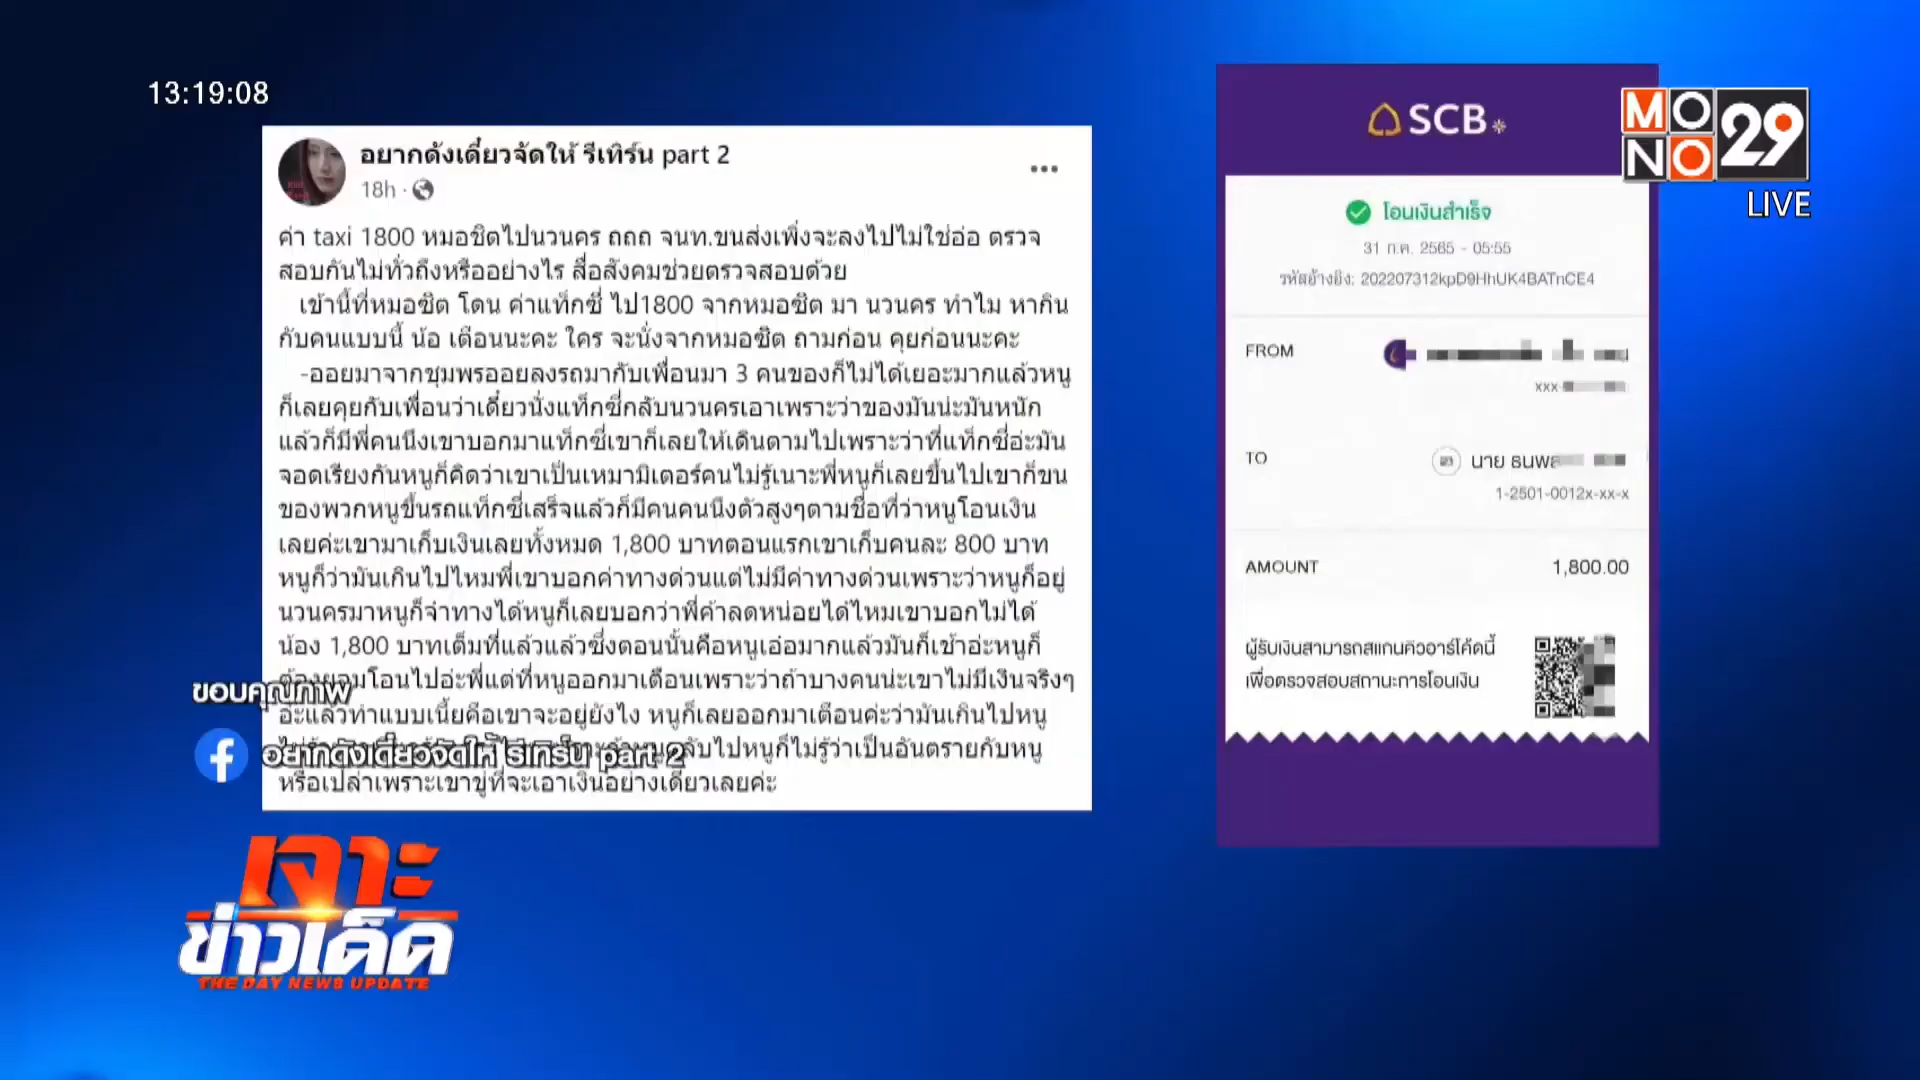 13:19:08
อยากดังเดี๋ยวจัดให้ รีเทิร์น part 2
18h
ค่า taxi 1800 หมอชิตไปนวนคร ถถถ จนท.ขนส่งเพิ่งจะลงไปไม่ใช่อ่อ ตรวจ
สอบกันไม่ทั่วถึงหรืออย่างไร สื่อสังคมช่วยตรวจสอบด้วย
เช้านี้ที่หมอชิต โดน ค่าแท็กซี่ ไป1800 จากหมอชิต มา นวนคร ทำไม หากิน
กับคนแบบนี้ น้อ เตือนนะคะ ใคร จะนั่งจากหมอชิต ถามก่อน คุยก่อนนะคะ
-ออยมาจากชุมพรออยลงรถมากับเพื่อนมา 3 คนของก็ไม่ได้เยอะมากแล้วหนู
ก็เลยคุยกับเพื่อนว่าเดี๋ยวนั่งแท็กซี่กลับนวนครเอาเพราะว่าของมันน่ะมันหนัก
แล้วก็มีพี่คนนึงเขาบอกมาแท็กซี่เขาก็เลยให้เดินตามไปเพราะว่าที่แท็กซี่อ่ะมัน
จอดเรียงกันหนูก็คิดว่าเขาเป็นเหมามิเตอร์คนไม่รู้เนาะพี่หนูก็เลยขึ้นไปเขาก็ขน
ของพวกหนูขึ้นรถแท็กซี่เสร็จแล้วก็มีคนคนนึงตัวสูงๆตามชื่อที่ว่าหนูโอนเงิน
เลยค่ะเขามาเก็บเงินเลยทั้งหมด 1,800 บาทตอนแรกเขาเก็บคนละ 800 บาท
หนูก็ว่ามันเกินไปไหมพี่เขาบอกค่าทางด่วนแต่ไม่มีค่าทางด่วนเพราะว่าหนูก็อยู่
นวนครมาหนูก็จำทางได้หนูก็เลยบอกว่าพี่ค้าลดหน่อยได้ไหมเขาบอกไม่ได้
น้อง 1,800 บาทเต็มที่แล้วแล้วซึ่งตอนนั้นคือหนูเอ๋อมากแล้วมันก็เช้าอ่ะหนูก็
ต้องยอมโอนไปอ่ะพี่แต่ที่หนูออกมาเตือนเพราะว่าถ้าบางคนน่ะเขาไม่มีเงินจริงๆ
อ่ะแล้วทำแบบเนี้ยคือเขาจะอยู่ยังไง หนูก็เลยออกมาเตือนค่ะว่ามันเกินไปหนู
กลับไปหนูก็ไม่รู้ว่าเป็นอันตรายกับหนู
หรือเปล่าเพราะเขาขู่ที่จะเอาเงินอย่างเดียวเลยค่ะ
ขอบคุณภาพ
อยากดังเดี๋ยวจัดให้ รีเทิร์น part 2
เจาะ
ข่าวเด็ด
THE DAY NEWS UPDATE
SCB
โอนเงินสำเร็จ
31 ก.ค. 2565 - 05:55
รหัสอ้างอิง: 202207312kpD9HhUK4BATnCE4
FROM
xxx-
TO
นาย ธนพล
1-2501-0012x-xx-x
AMOUNT 1,800.00
ผู้รับเงินสามารถสแกนคิวอาร์โค้ดนี้
เพื่อตรวจสอบสถานะการโอนเงิน
MONO 29
LIVE